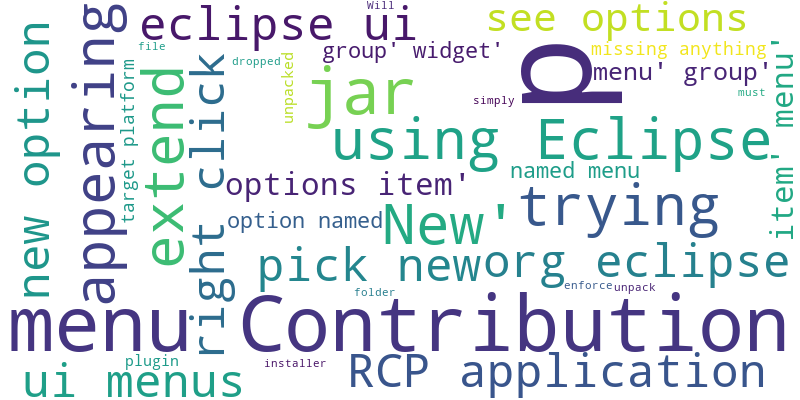 Will
eclipse ui
see options
file
group' widget'
missing anything
dropped
menu' group'
new option
appearing
extend
target platform
right click
unpacked
jar
simply
p
must
item' menu'
using Eclipse
named menu
options item'
option named
New'
trying
pick new
org eclipse
folder
enforce
unpack
menu Contribution
plugin
installer
RCP application
ui menus